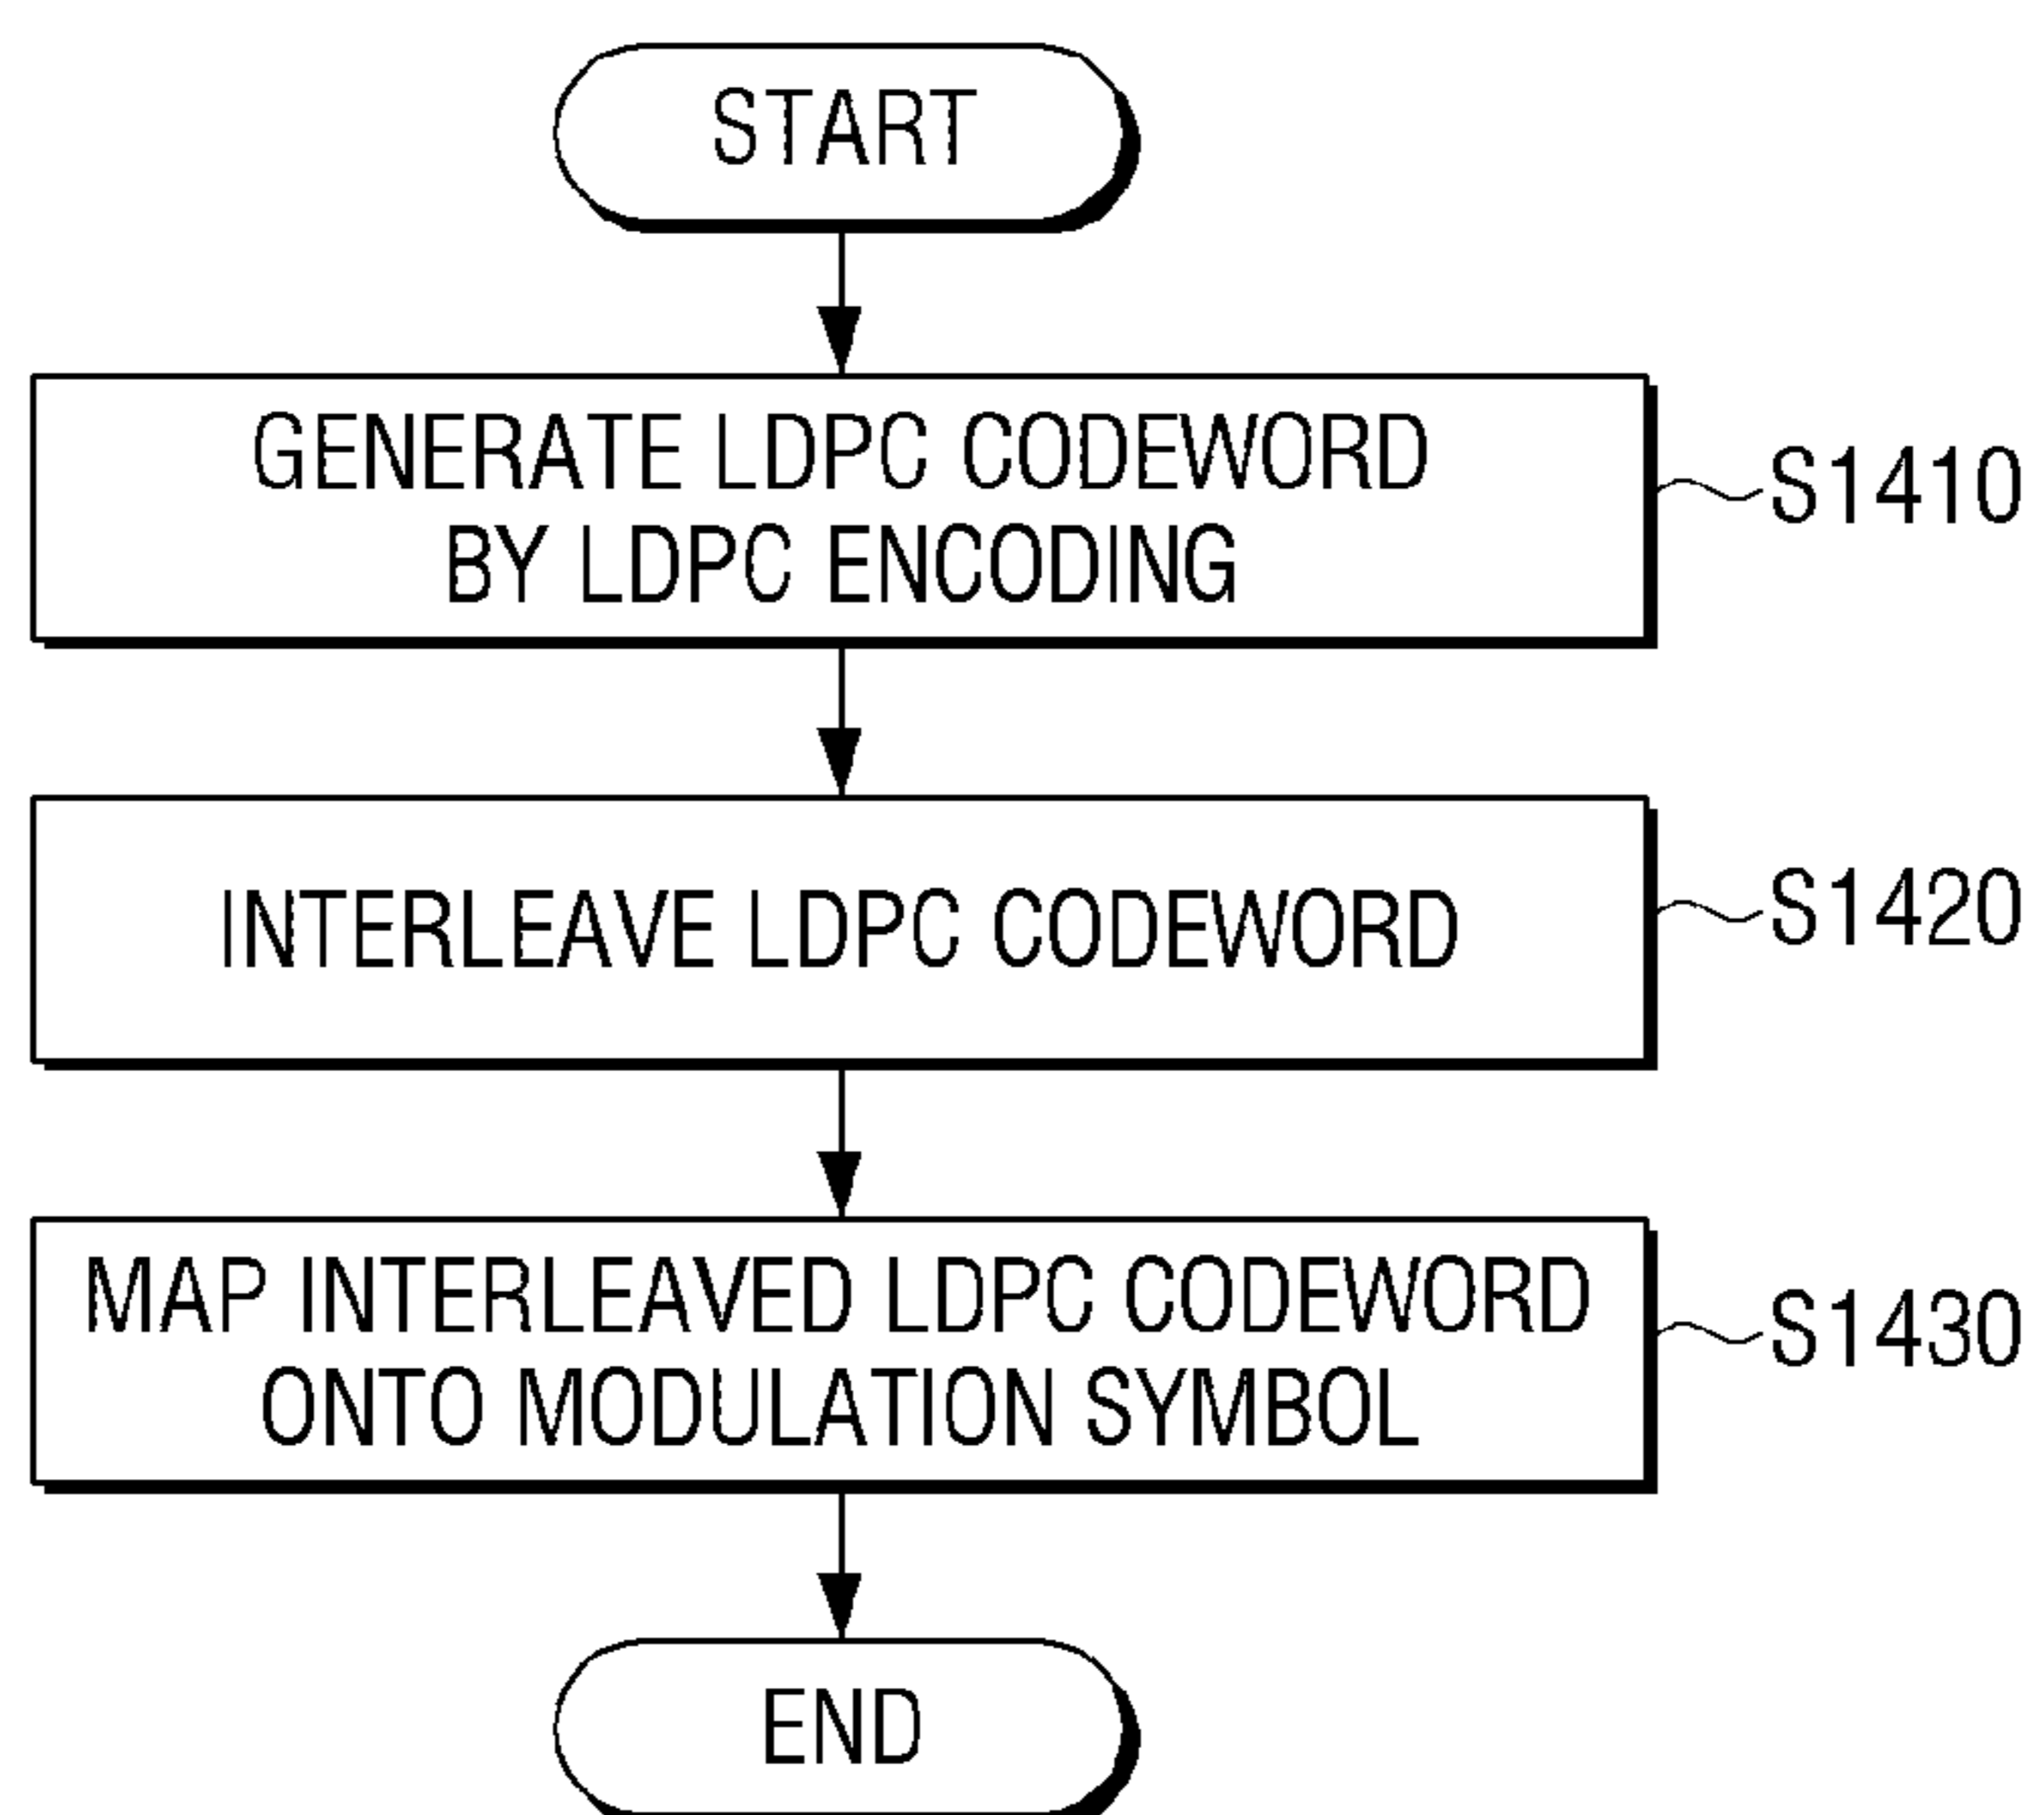 START
GENERATE LDPC CODEWORD
BY LDPC ENCODING
S1410
INTERLEAVE LDPC CODEWORD
S1420
MAP INTERLEAVED LDPC CODEWORD
ONTO MODULATION SYMBOL
S1430
END